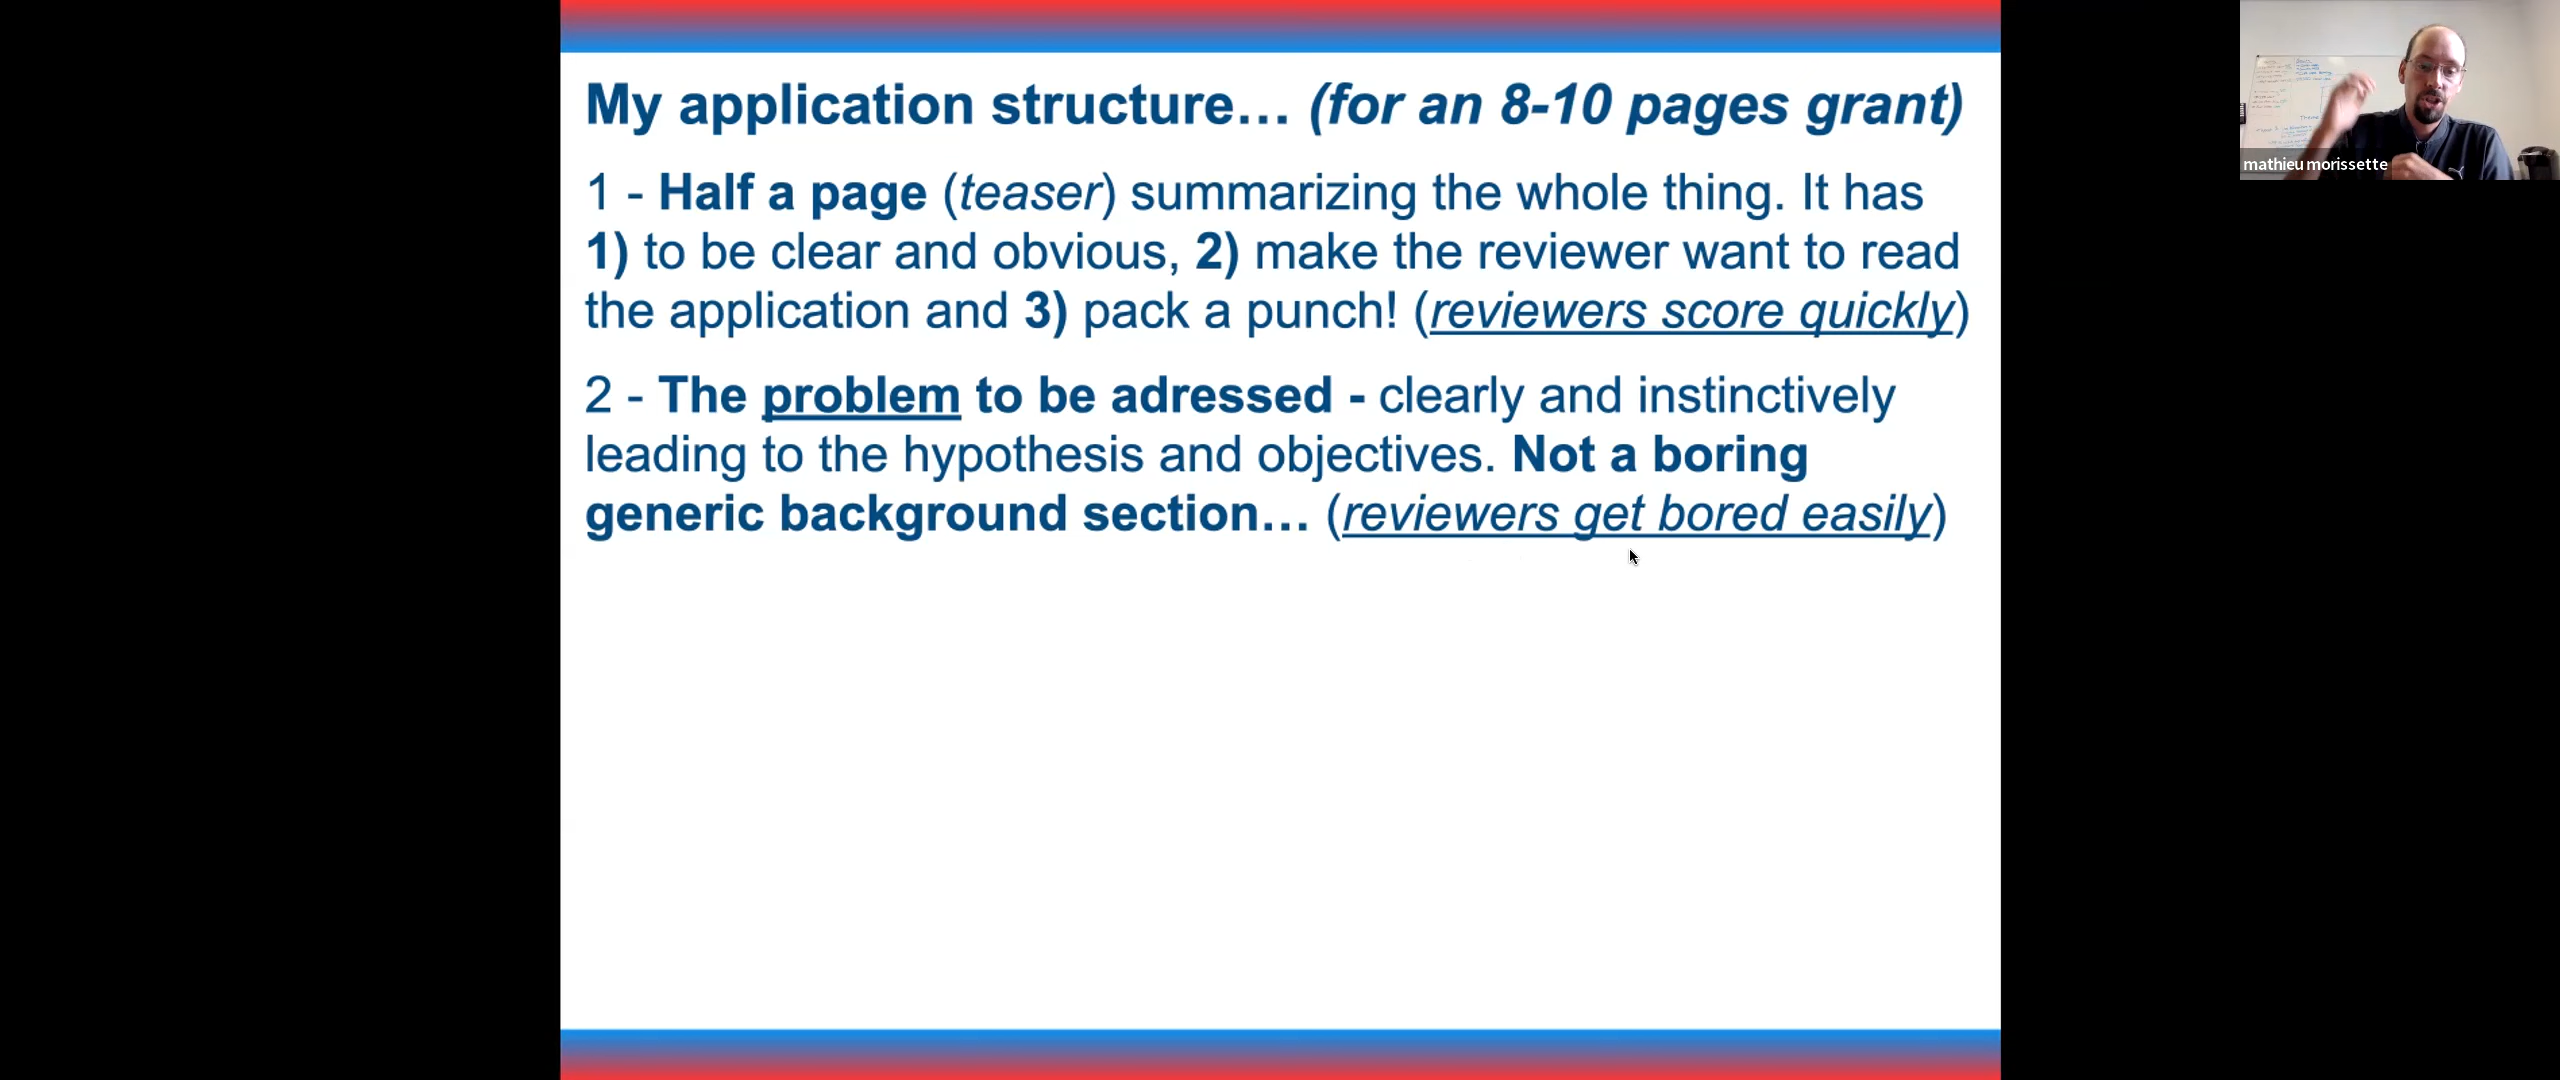 My application structure… (for an 8-10 pages grant)
1 - Half a page (teaser) summarizing the whole thing. It has
1) to be clear and obvious, 2) make the reviewer want to read
the application and 3) pack a punch! (reviewers score quickly)
2 - The problem to be adressed - clearly and instinctively
leading to the hypothesis and objectives. Not a boring
generic background section… (reviewers get bored easily)
mathieu morissette